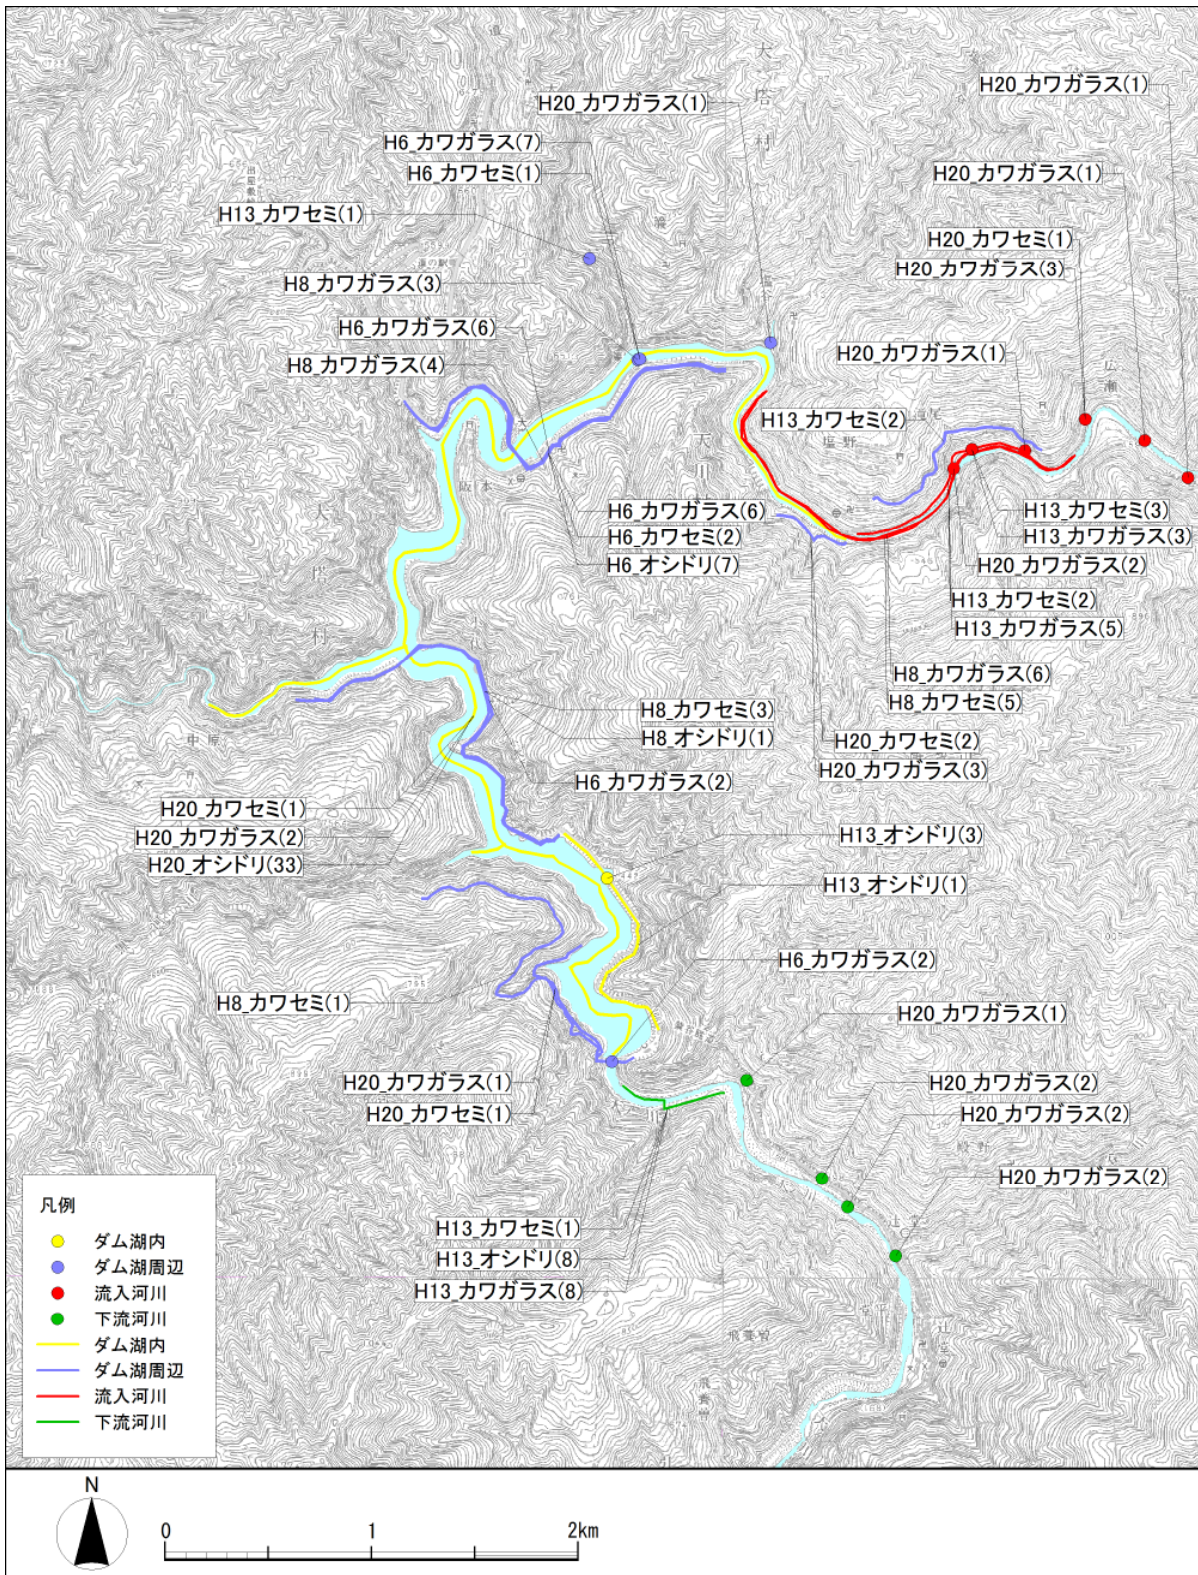 大塔村
H20_カワガラス(1)
H20_カワガラス(1)
H6_カワガラス(7)
H6_カワセミ(1)
H20_カワガラス(1)
H13_カワセミ(1)
H20_カワセミ(1)
H20_カワガラス(3)
H8_カワガラス(3)
H6_カワガラス(6)
H8_カワガラス(4)
H20_カワガラス(1)
広瀬
H13_カワセミ(2)
塩野
天川
阪本
H6_カワガラス(6)
H6_カワセミ(2)
H6_オシドリ(7)
H13_カワセミ(3)
H13_カワガラス(3)
H20_カワガラス(2)
H13_カワセミ(2)
H13_カワガラス(5)
大塔村
H8_カワガラス(6)
H8_カワセミ(5)
H8_カワセミ(3)
H8_オシドリ(1)
H20_カワセミ(2)
H20_カワガラス(3)
中原
H6_カワガラス(2)
H20_カワセミ(1)
H20_カワガラス(2)
H20_オシドリ(33)
H13_オシドリ(3)
H13_オシドリ(1)
H6_カワガラス(2)
H8_カワセミ(1)
H20_カワガラス(1)
H20_カワガラス(1)
H20_カワセミ(1)
H20_カワガラス(2)
H20_カワガラス(2)
H20_カワガラス(2)
H13_カワセミ(1)
H13_オシドリ(8)
H13_カワガラス(8)
凡例
ダム湖内
ダム湖周辺
流入河川
下流河川
ダム湖内
ダム湖周辺
流入河川
下流河川
N
0 1 2km